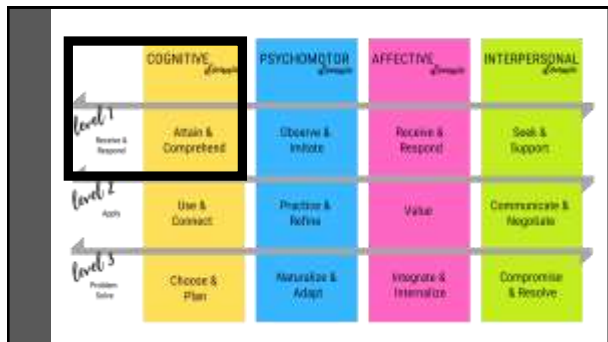 COGNITIVE
PSYCHOMOTOR
AFFECTIVE
INTERPERSONAL
level 1
Receive &
Respond
Attain &
Comprehend
Observe &
Imitate
Receive &
Respond
Seek &
Support
level 2
Apply
Use &
Connect
Practice &
Refine
Value
Communicate &
Negotiate
level 3
Problem
Solve
Choose &
Plan
Naturalize &
Adapt
Integrate &
Internalize
Compromise
& Resolve